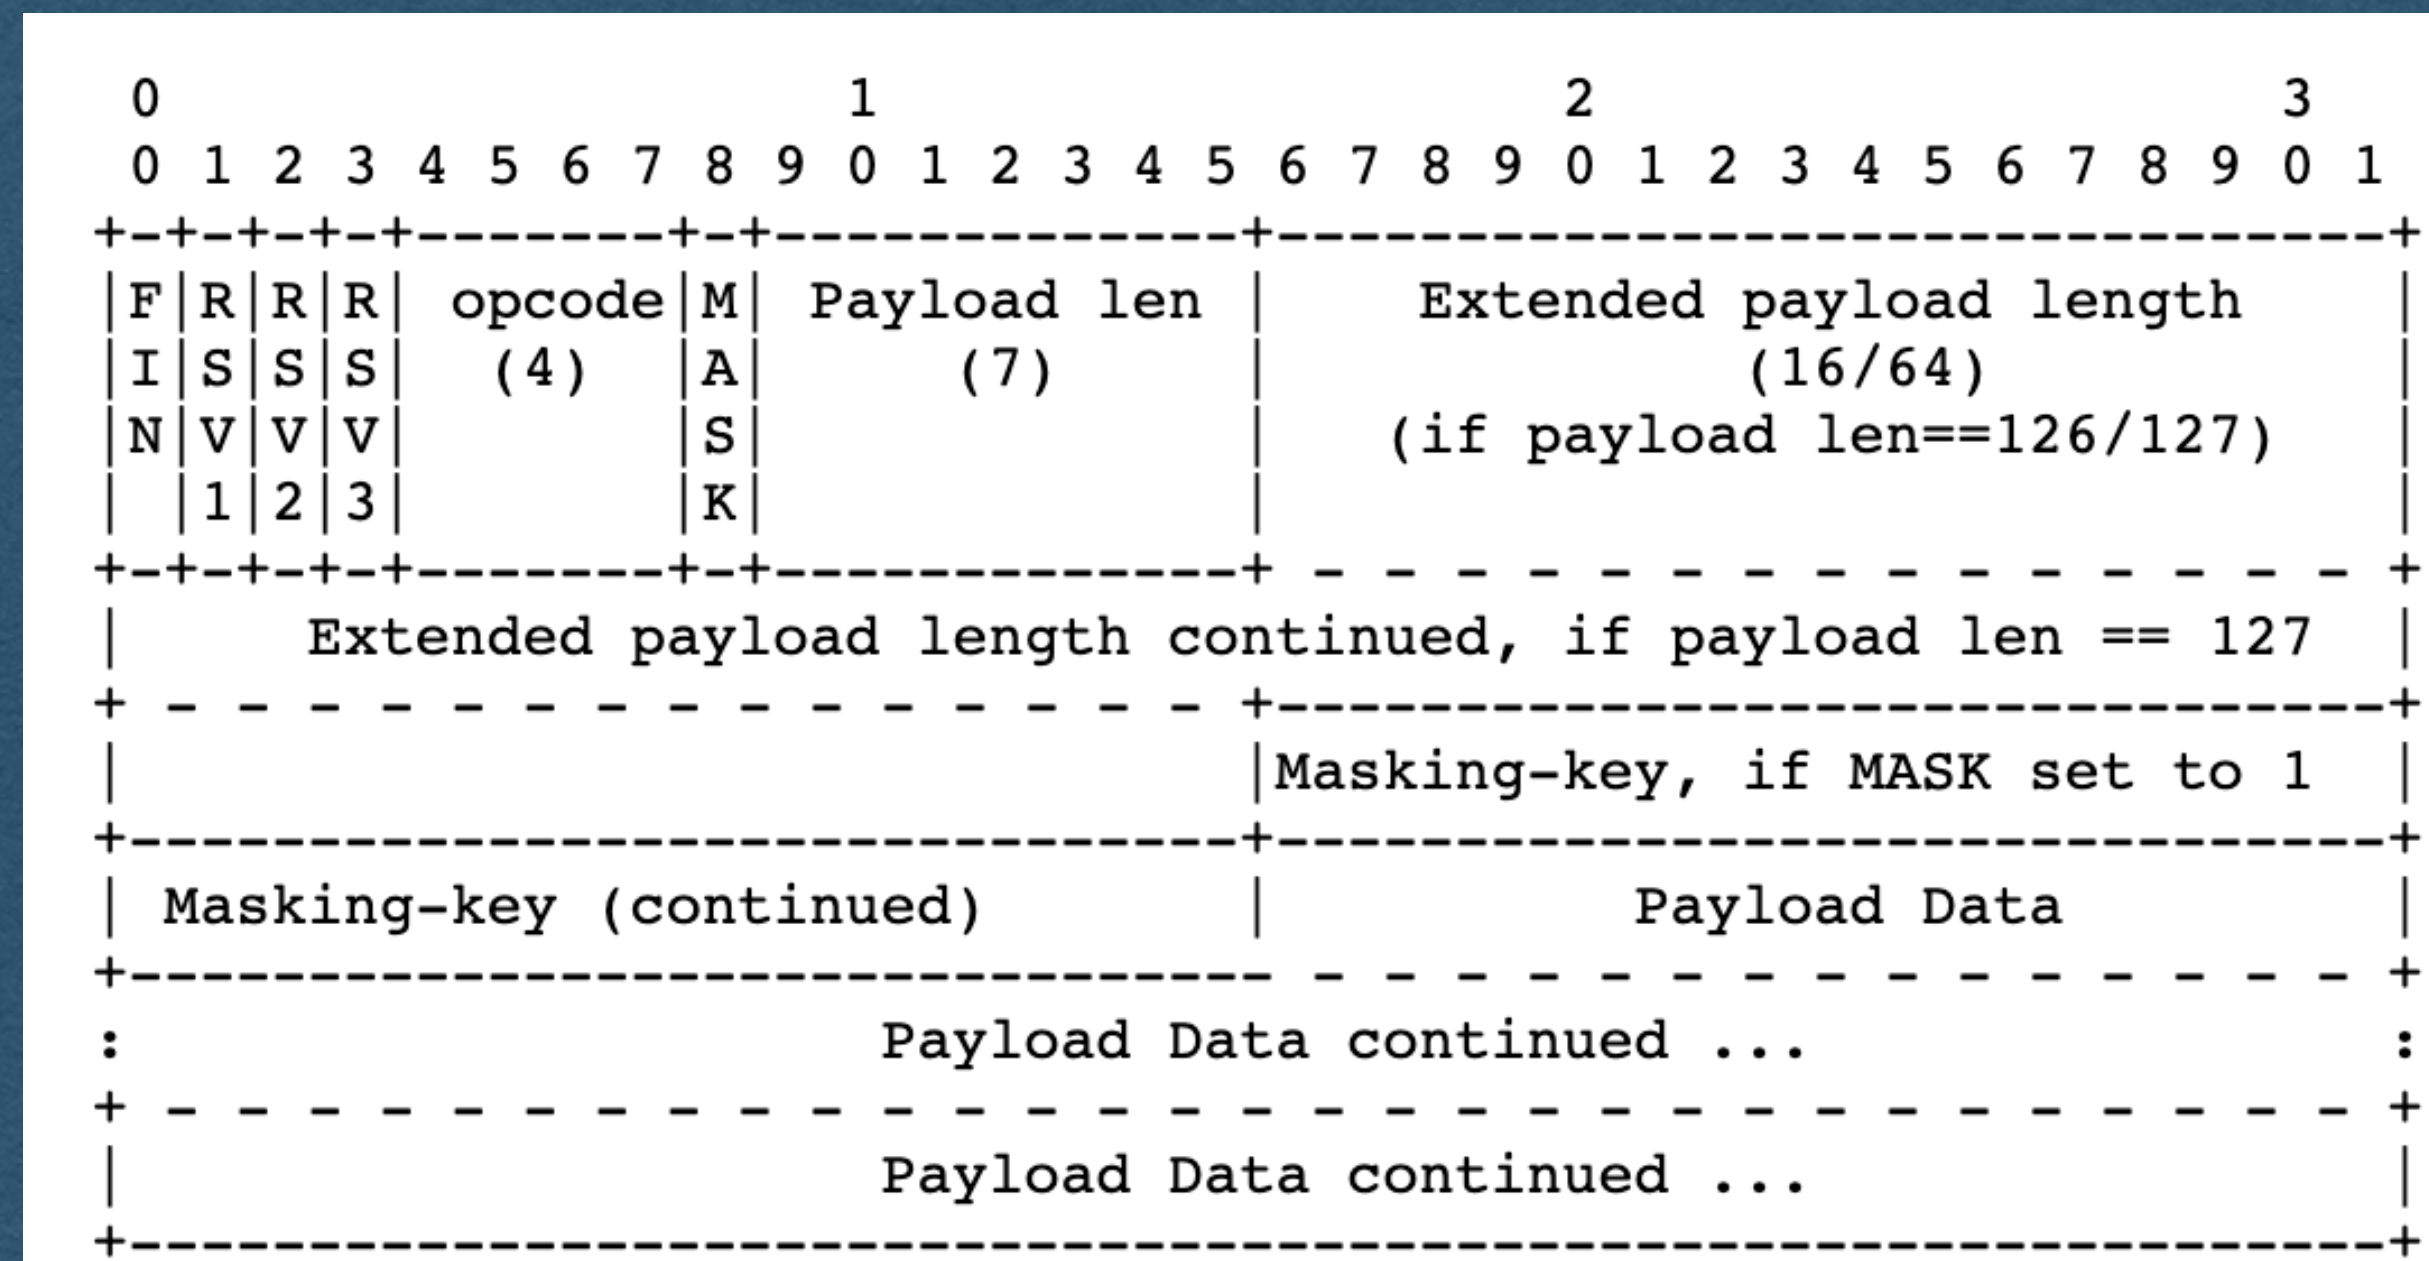 0                   1                   2                   3
 0 1 2 3 4 5 6 7 8 9 0 1 2 3 4 5 6 7 8 9 0 1 2 3 4 5 6 7 8 9 0 1
+-+-+-+-+-------+-+-------------+-------------------------------+
|F|R|R|R| opcode|M| Payload len |    Extended payload length    |
|I|S|S|S|  (4)  |A|     (7)     |             (16/64)           |
|N|V|V|V|       |S|             |   (if payload len==126/127)   |
| |1|2|3|       |K|             |                               |
+-+-+-+-+-------+-+-------------+ - - - - - - - - - - - - - - - +
|     Extended payload length continued, if payload len == 127  |
+ - - - - - - - - - - - - - - - +-------------------------------+
|                               |Masking-key, if MASK set to 1  |
+-------------------------------+-------------------------------+
| Masking-key (continued)       |          Payload Data         |
+-------------------------------- - - - - - - - - - - - - - - - +
:                     Payload Data continued ...                :
+ - - - - - - - - - - - - - - - - - - - - - - - - - - - - - - - +
|                     Payload Data continued ...                |
+---------------------------------------------------------------+